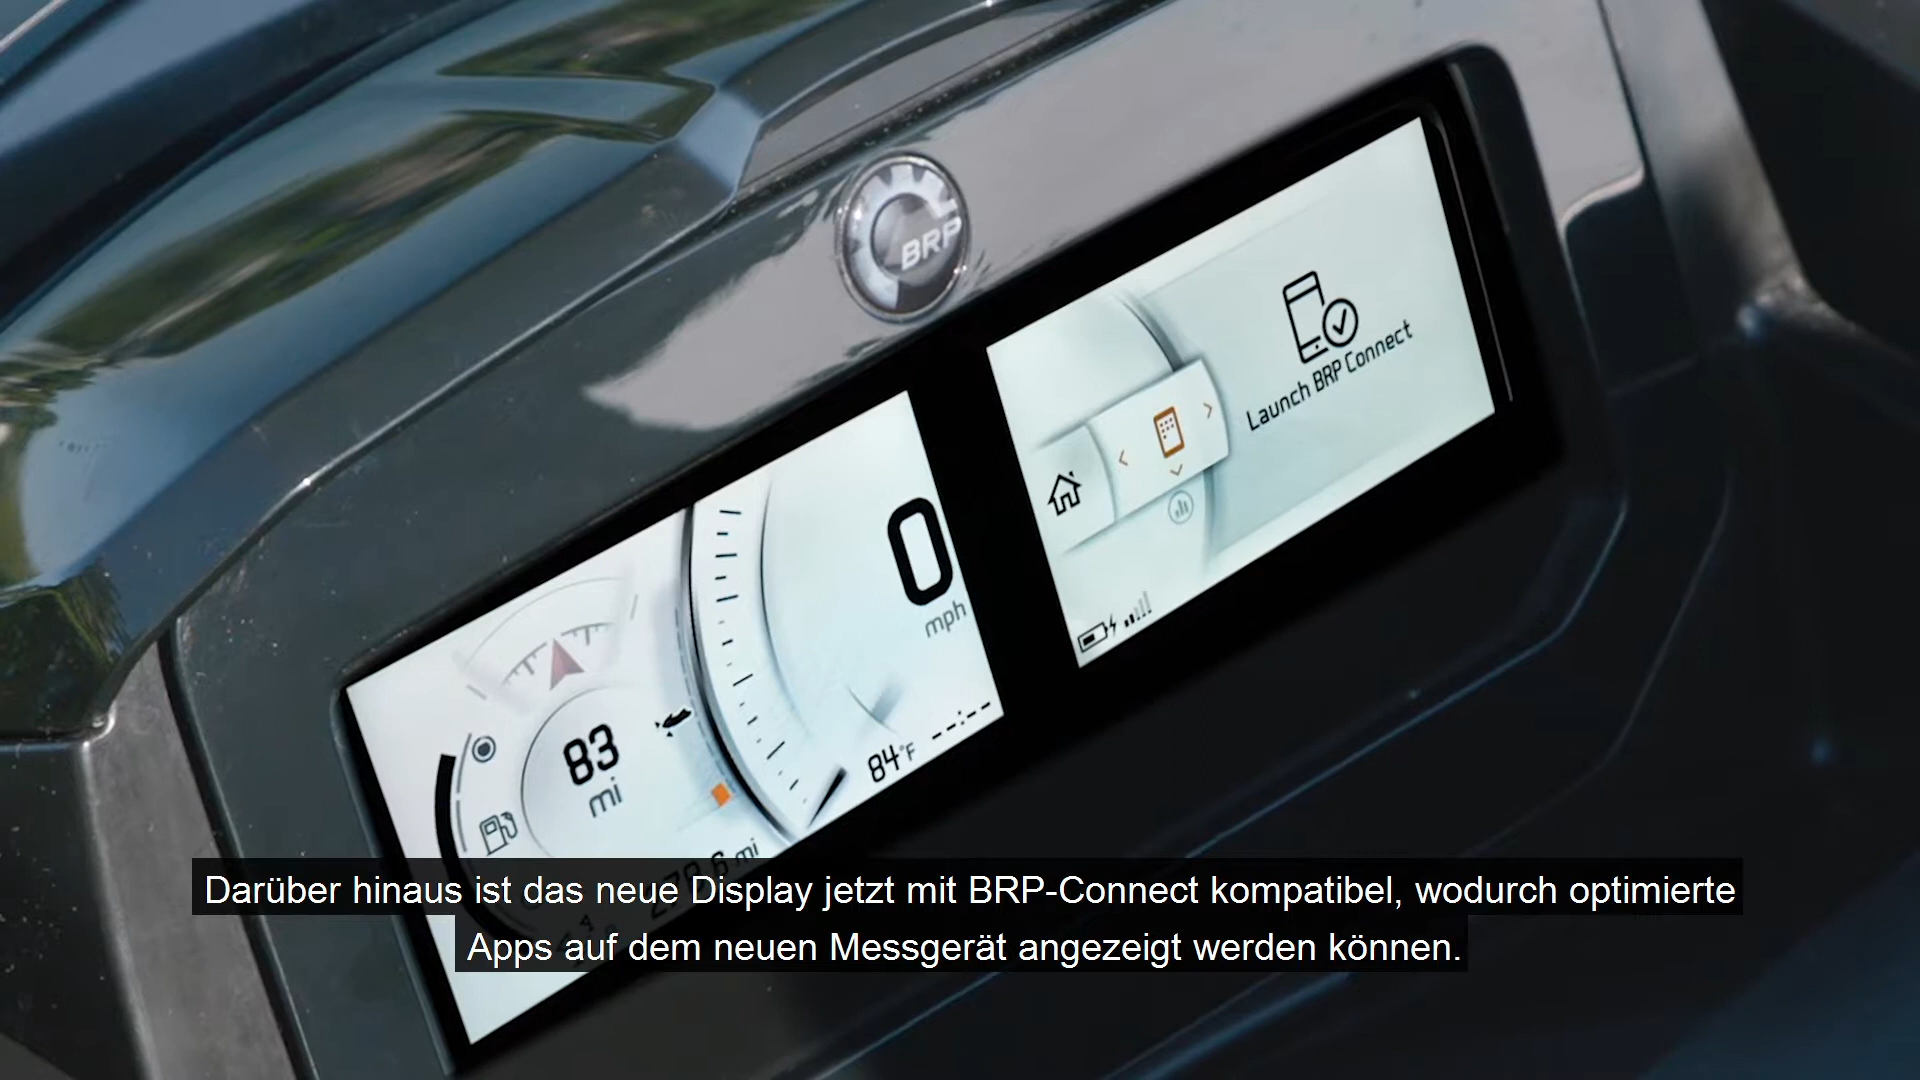 BRP
Launch BRP Connect
0
mph
83
mi
84°F
--:--
mi
Darüber hinaus ist das neue Display jetzt mit BRP-Connect kompatibel, wodurch optimierte
Apps auf dem neuen Messgerät angezeigt werden können.